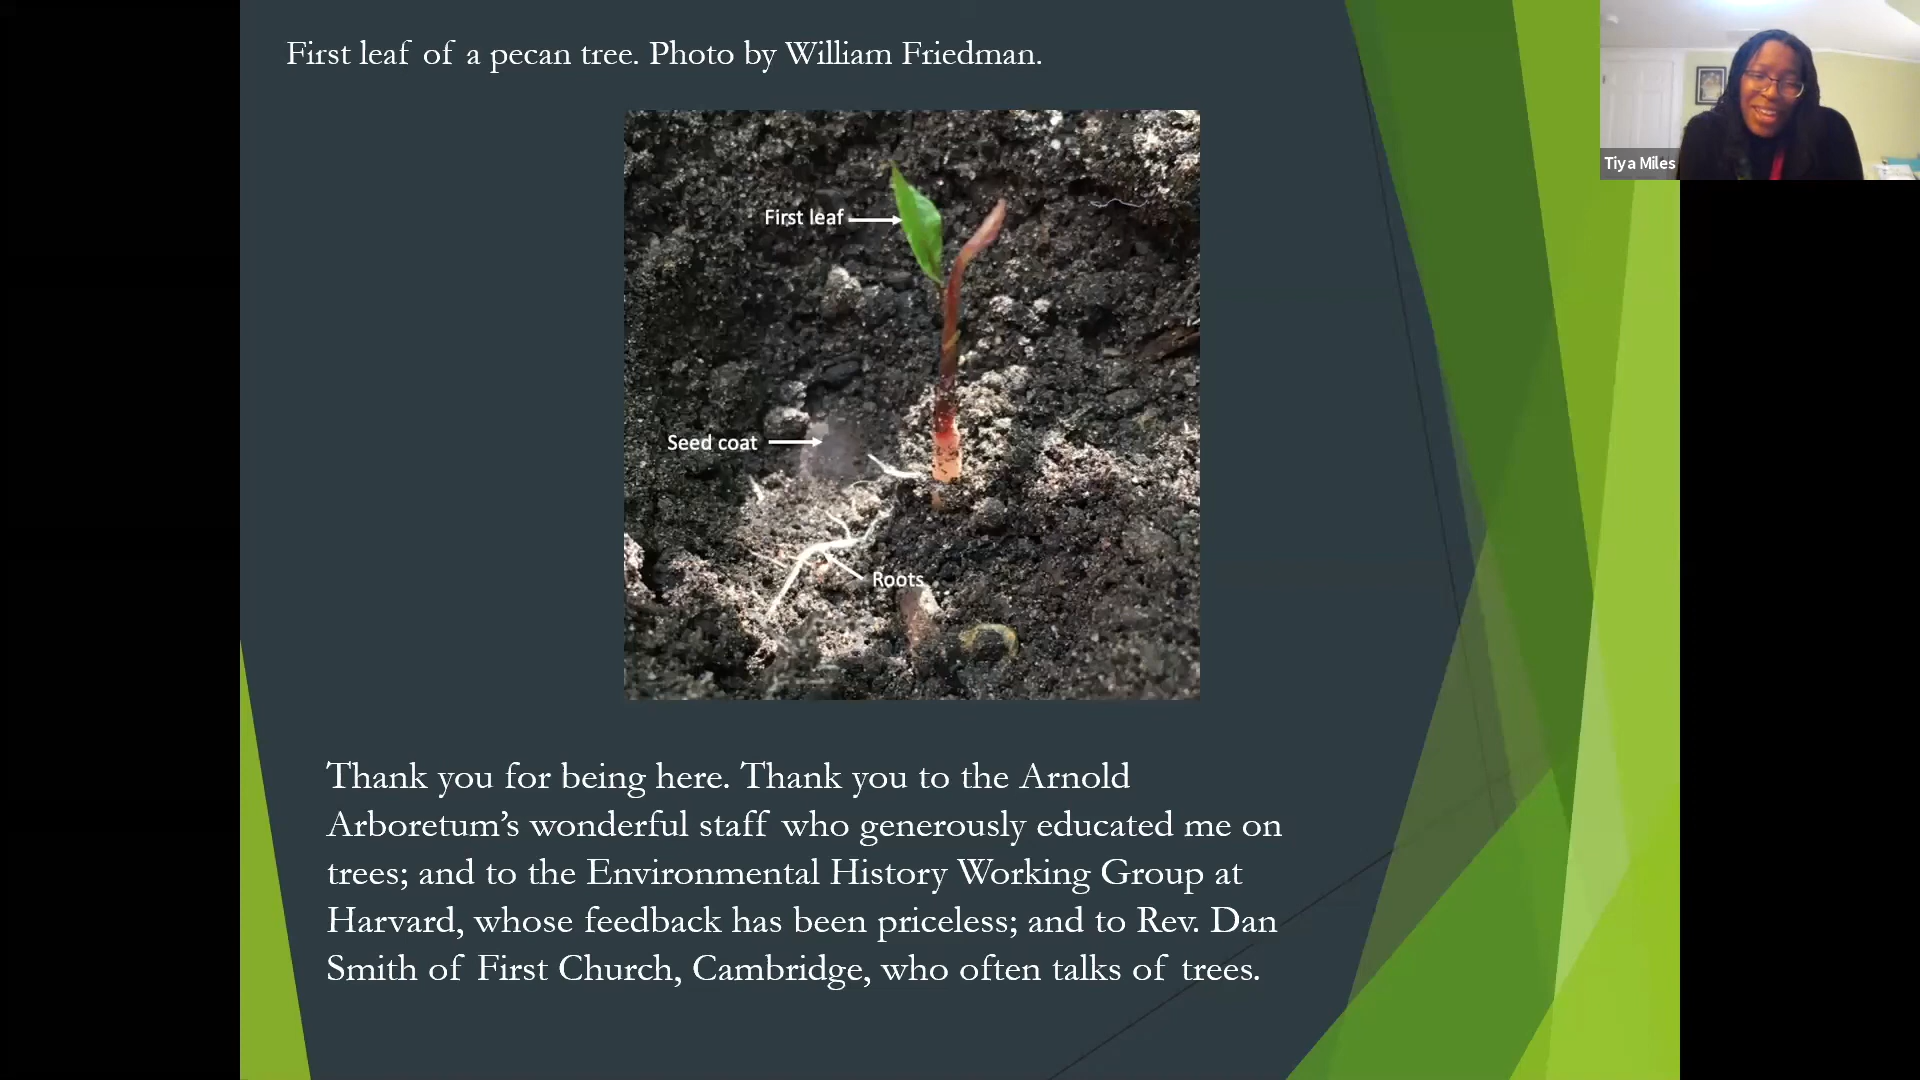 First leaf of a pecan tree. Photo by William Friedman.
Tiya Miles
First leaf
Seed coat
Roots
Thank you for being here. Thank you to the Arnold
Arboretum’s wonderful staff who generously educated me on
trees; and to the Environmental History Working Group at
Harvard, whose feedback has been priceless; and to Rev. Dan
Smith of First Church, Cambridge, who often talks of trees.